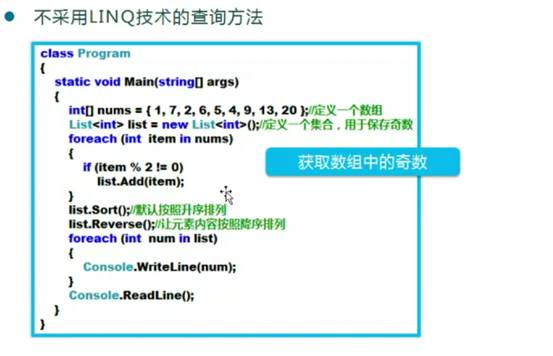 不采用LINQ技术的查询方法
class Program
{
static void Main(string[] args)
{
int[] nums = { 1, 7, 2, 6, 5, 4, 9, 13, 20 };//定义一个数组
List<int> list = new List<int>();//定义一个集合，用于保存奇数
foreach (int item in nums)
{
if (item % 2 != 0)
list.Add(item);
}
获取数组中的奇数
list.Sort();//默认按照升序排列
list.Reverse();//让元素内容按照降序排列
foreach (int num in list)
{
Console.WriteLine(num);
}
Console.ReadLine();
}
}